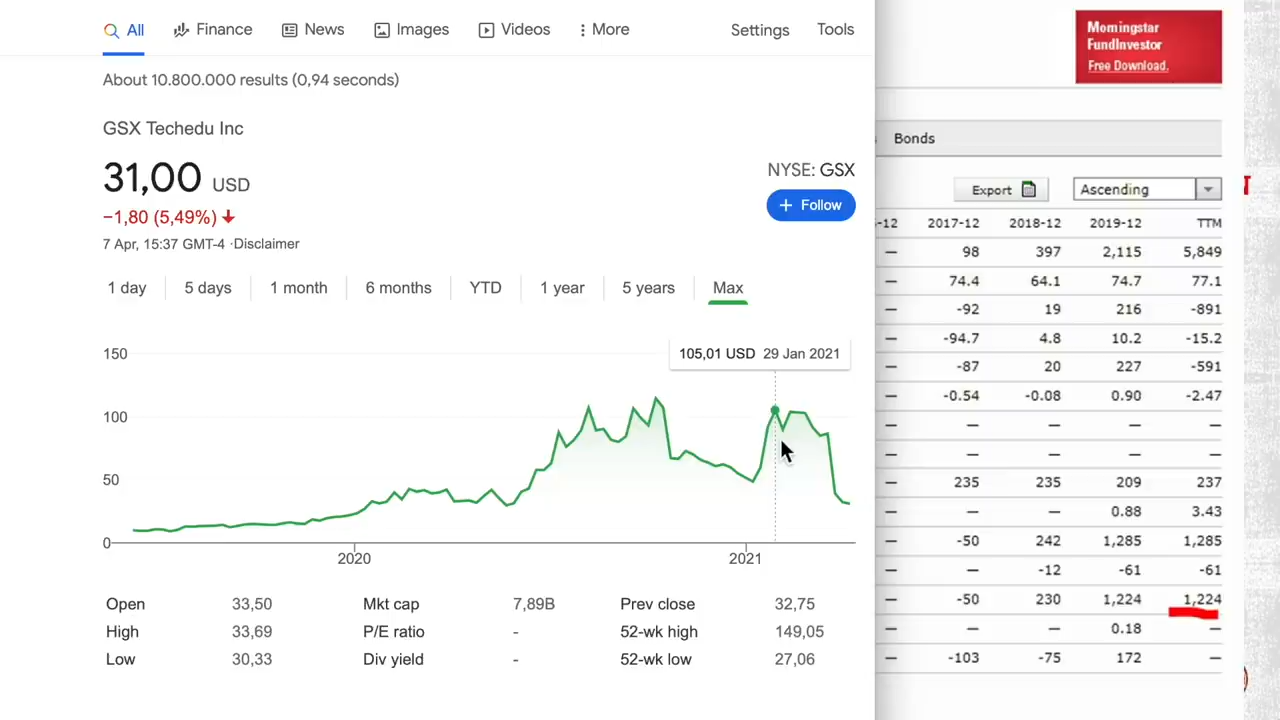 All Finance News Images Videos More Settings Tools
About 10.800.000 results (0,94 seconds)
GSX Techedu Inc
31,00 USD
−1,80 (5,49%)
7 Apr, 15:37 GMT-4 ·Disclaimer
NYSE: GSX
+ Follow
1 day 5 days 1 month 6 months YTD 1 year 5 years Max
105,01 USD 29 Jan 2021
150
100
50
0
2020 2021
Open 33,50 Mkt cap 7,89B Prev close 32,75
High 33,69 P/E ratio - 52-wk high 149,05
Low 30,33 Div yield - 52-wk low 27,06
Morningstar
FundInvestor
Free Download.
Bonds
Export Ascending
-12 2017-12 2018-12 2019-12 TTM
— 98 397 2,115 5,849
— 74.4 64.1 74.7 77.1
— -92 19 216 -891
— -94.7 4.8 10.2 -15.2
— -87 20 227 -591
— -0.54 -0.08 0.90 -2.47
— — — — —
— — — — —
— 235 235 209 237
— — — 0.88 3.43
— -50 242 1,285 1,285
— — -12 -61 -61
— -50 230 1,224 1,224
— — — 0.18 —
— -103 -75 172 —